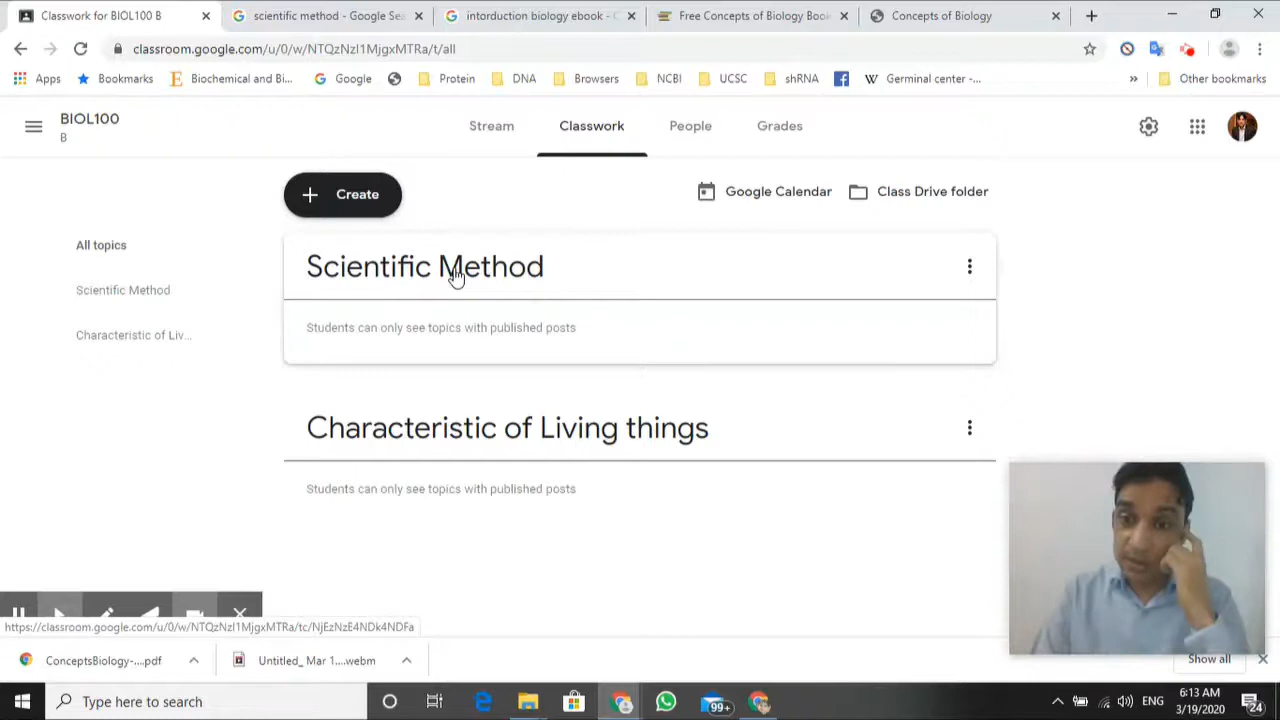 Classwork for BIOL100 B
scientific method - Google Sea
intorduction biology ebook - G
Free Concepts of Biology Book
Concepts of Biology
classroom.google.com/u/0/w/NTQzNzI1MjgxMTRa/t/all
Apps
Bookmarks
Biochemical and Bi...
Google
Protein
DNA
Browsers
NCBI
UCSC
shRNA
Germinal center -...
»
Other bookmarks
BIOL100
B
Stream
Classwork
People
Grades
Create
Google Calendar
Class Drive folder
All topics
Scientific Method
Characteristic of Liv...
Scientific Method
Students can only see topics with published posts
Characteristic of Living things
Students can only see topics with published posts
https://classroom.google.com/u/0/w/NTQzNzI1MjgxMTRa/tc/NjEzNzE4NDk4NDFa
ConceptsBiology-....pdf
Untitled_ Mar 1....webm
Show all
Type here to search
99+
ENG
6:13 AM
3/19/2020
24